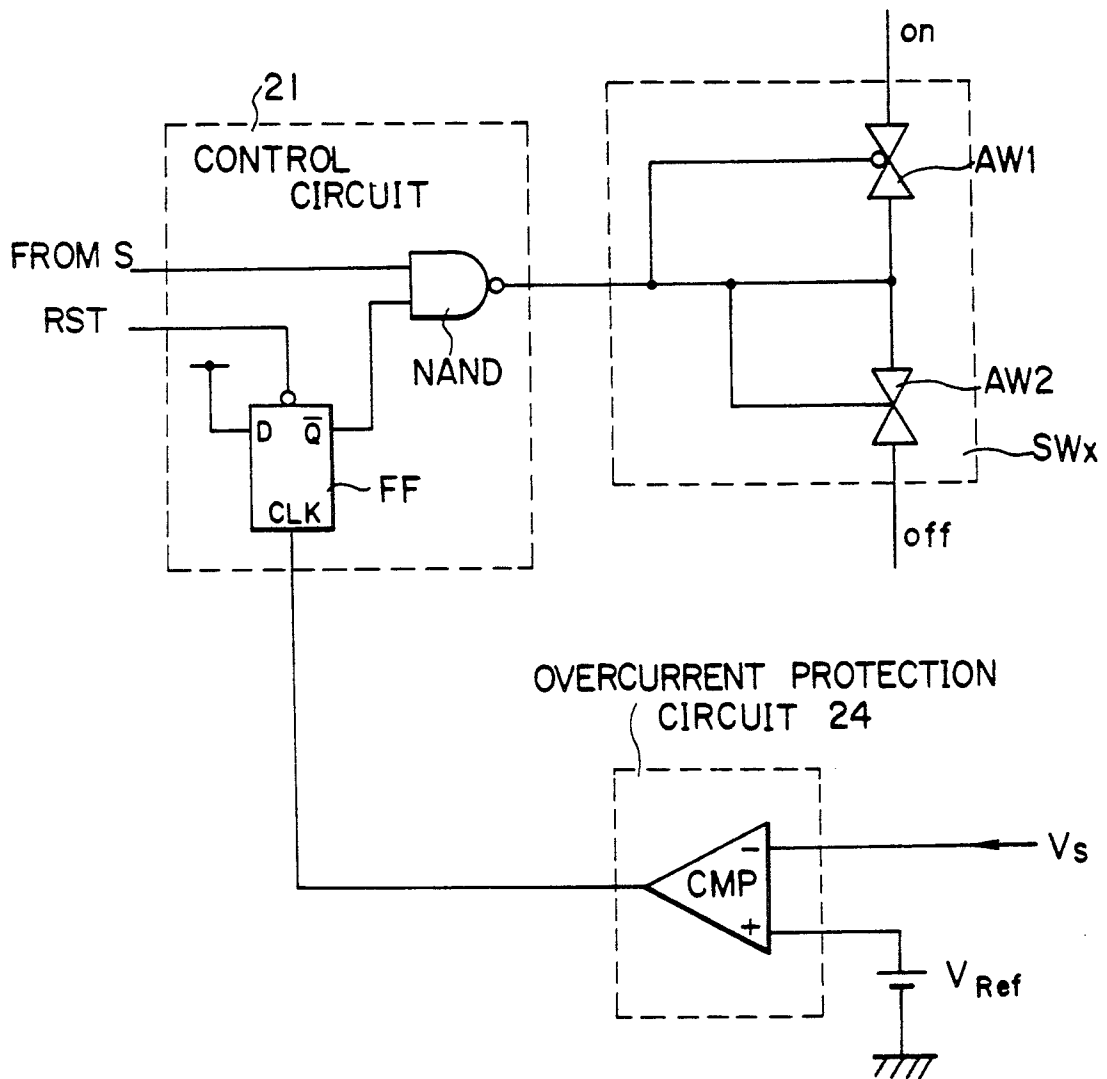 on
21
CONTROL
CIRCUIT
AW1
FROM S
RST
NAND
AW2
D Q̅
SWx
FF
CLK
off
OVERCURRENT PROTECTION
CIRCUIT 24
−
Vs
CMP
+
VRef